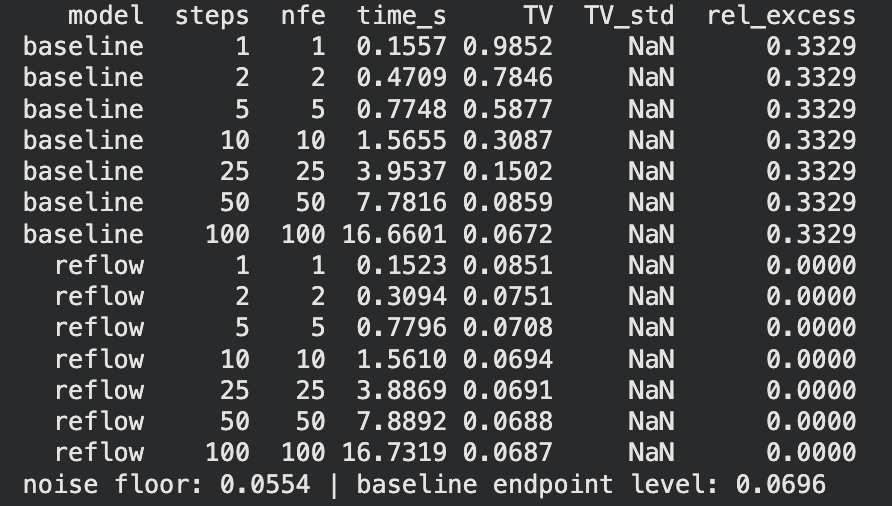 model steps nfe time_s TV TV_std rel_excess
baseline 1 1 0.1557 0.9852 NaN 0.3329
baseline 2 2 0.4709 0.7846 NaN 0.3329
baseline 5 5 0.7748 0.5877 NaN 0.3329
baseline 10 10 1.5655 0.3087 NaN 0.3329
baseline 25 25 3.9537 0.1502 NaN 0.3329
baseline 50 50 7.7816 0.0859 NaN 0.3329
baseline 100 100 16.6601 0.0672 NaN 0.3329
reflow 1 1 0.1523 0.0851 NaN 0.0000
reflow 2 2 0.3094 0.0751 NaN 0.0000
reflow 5 5 0.7796 0.0708 NaN 0.0000
reflow 10 10 1.5610 0.0694 NaN 0.0000
reflow 25 25 3.8869 0.0691 NaN 0.0000
reflow 50 50 7.8892 0.0688 NaN 0.0000
reflow 100 100 16.7319 0.0687 NaN 0.0000
noise floor: 0.0554 | baseline endpoint level: 0.0696